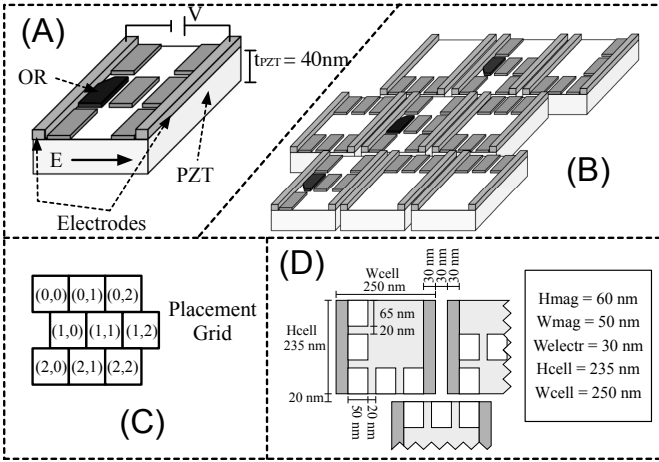 (A)
V
tPZT = 40nm
OR
E
PZT
Electrodes
(B)
(0,0) (0,1) (0,2)
(1,0) (1,1) (1,2)
(2,0) (2,1) (2,2)
Placement
Grid
(C)
(D)
Wcell
250 nm
30 nm
30 nm
30 nm
Hcell
235 nm
65 nm
20 nm
20 nm
50 nm
20 nm
Hmag = 60 nm
Wmag = 50 nm
Welectr = 30 nm
Hcell = 235 nm
Wcell = 250 nm